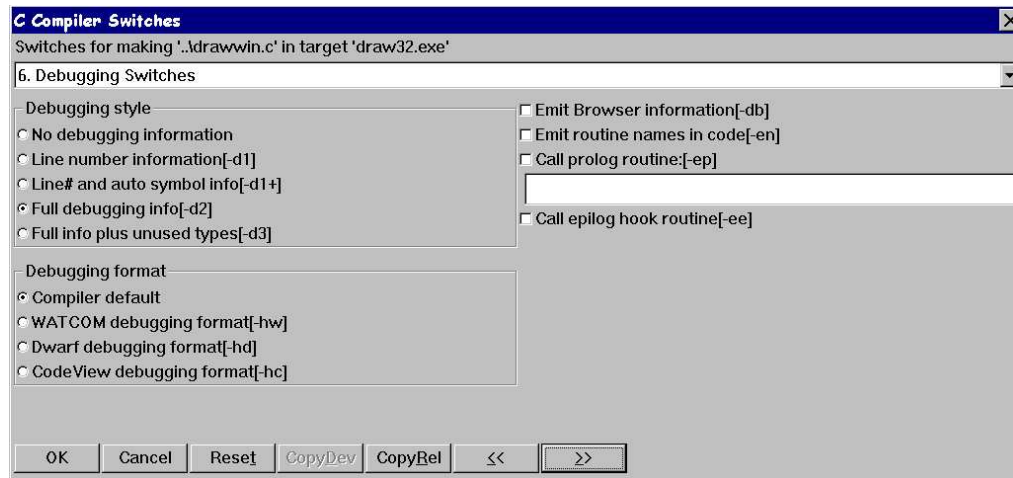 C Compiler Switches
Switches for making '..\drawwin.c' in target 'draw32.exe'
6. Debugging Switches
Debugging style
No debugging information
Line number information[-d1]
Line# and auto symbol info[-d1+]
Full debugging info[-d2]
Full info plus unused types[-d3]
Debugging format
Compiler default
WATCOM debugging format[-hw]
Dwarf debugging format[-hd]
CodeView debugging format[-hc]
Emit Browser information[-db]
Emit routine names in code[-en]
Call prolog routine:[-ep]
Call epilog hook routine[-ee]
OK Cancel Reset CopyDev CopyRel << >>